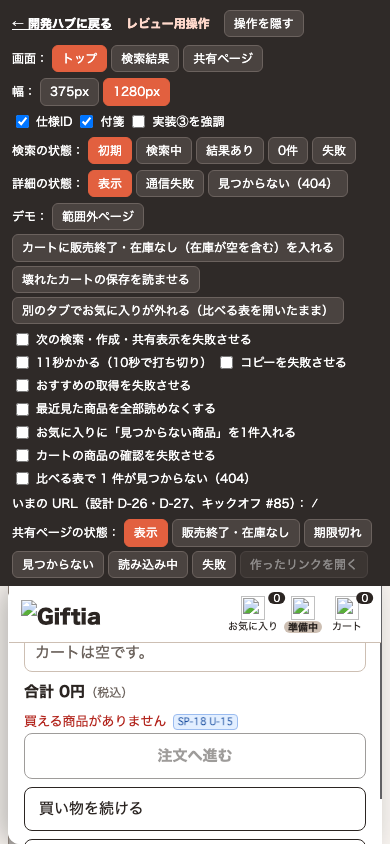 ← 開発ハブに戻る レビュー用操作 操作を隠す
画面： トップ 検索結果 共有ページ
幅： 375px 1280px
仕様ID 付箋 実装③を強調
検索の状態： 初期 検索中 結果あり 0件 失敗
詳細の状態： 表示 通信失敗 見つからない（404）
デモ： 範囲外ページ
カートに販売終了・在庫なし（在庫が空を含む）を入れる
壊れたカートの保存を読ませる
別のタブでお気に入りが外れる（比べる表を開いたまま）
次の検索・作成・共有表示を失敗させる
11秒かかる（10秒で打ち切り） コピーを失敗させる
おすすめの取得を失敗させる
最近見た商品を全部読めなくする
お気に入りに「見つからない商品」を1件入れる
カートの商品の確認を失敗させる
比べる表で 1 件が見つからない（404）
いまの URL（設計 D-26・D-27、キックオフ #85）： /
共有ページの状態： 表示 販売終了・在庫なし 期限切れ
見つからない 読み込み中 失敗 作ったリンクを開く
Giftia
0 0
お気に入り 準備中 カート
カートは空です。
合計 0円（税込）
買える商品がありません SP-18 U-15
注文へ進む
買い物を続ける